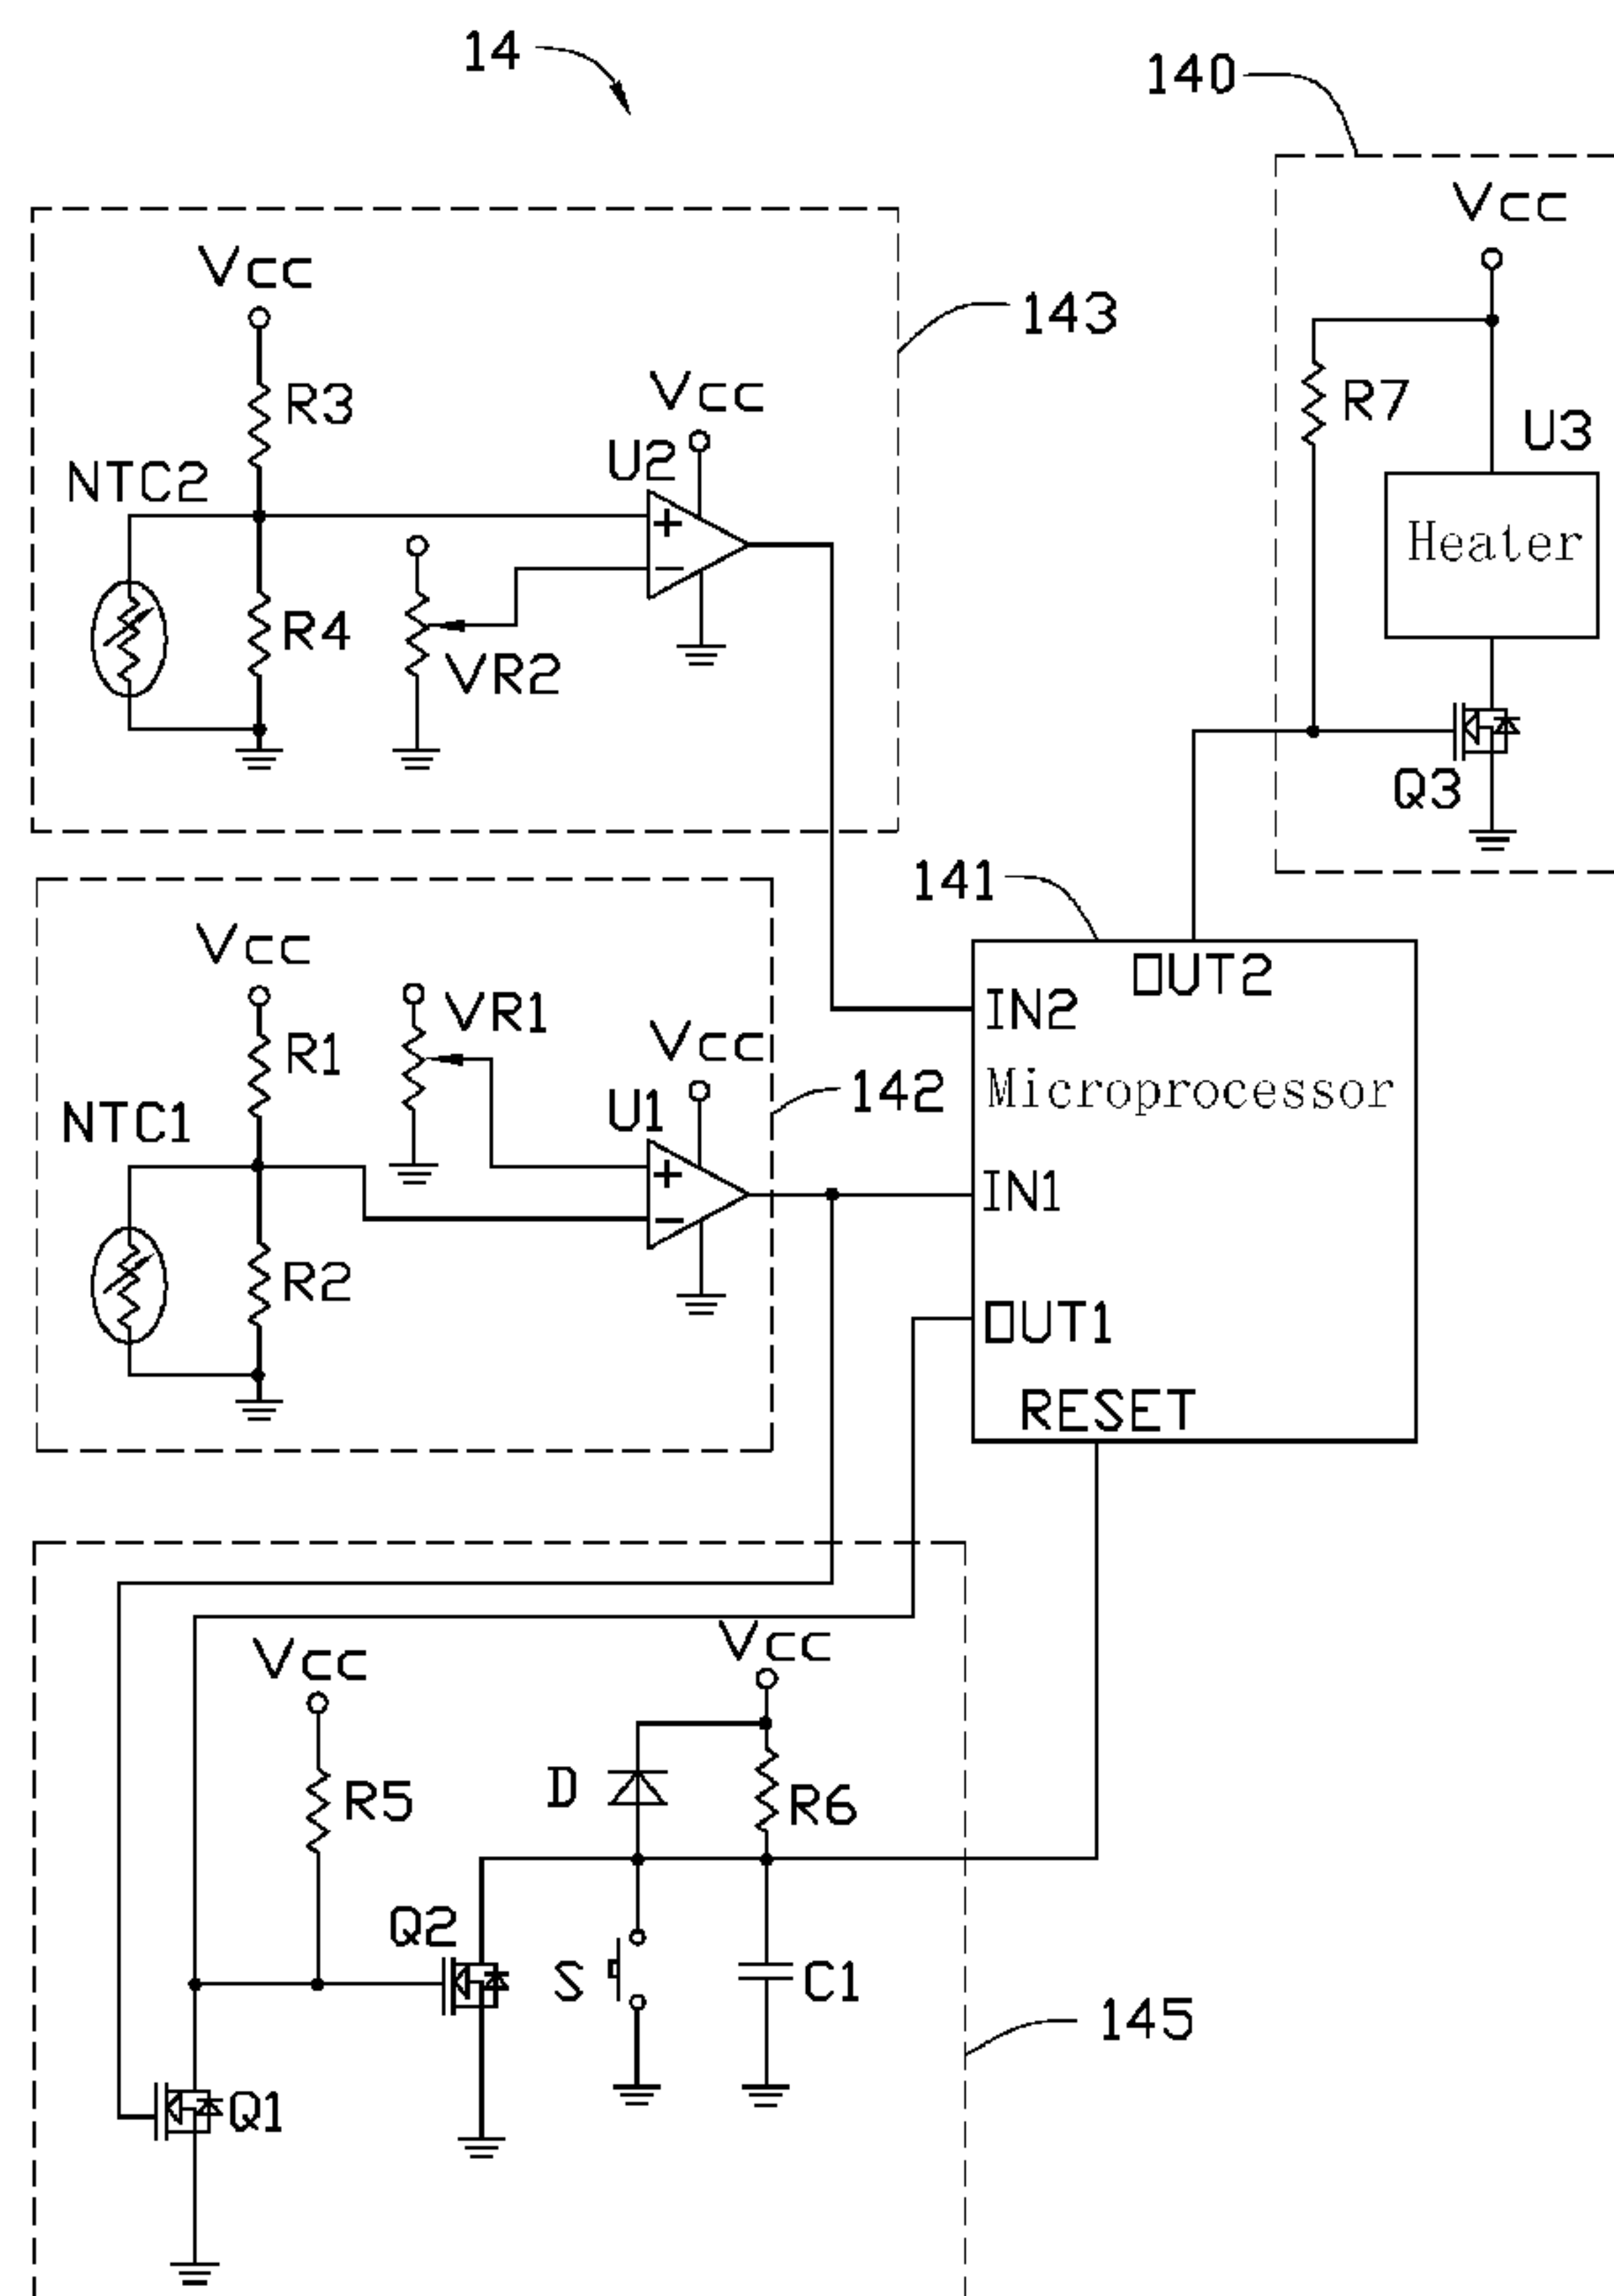 14
140
Vcc
Vcc
143
R3
Vcc
R7
U3
U2
NTC2
+
Heater
−
R4
VR2
Q3
141
Vcc
OUT2
VR1
IN2
R1
Vcc
Microprocessor
142
U1
NTC1
+
IN1
−
R2
OUT1
RESET
Vcc
Vcc
D
R5
R6
Q2
S
C1
145
Q1